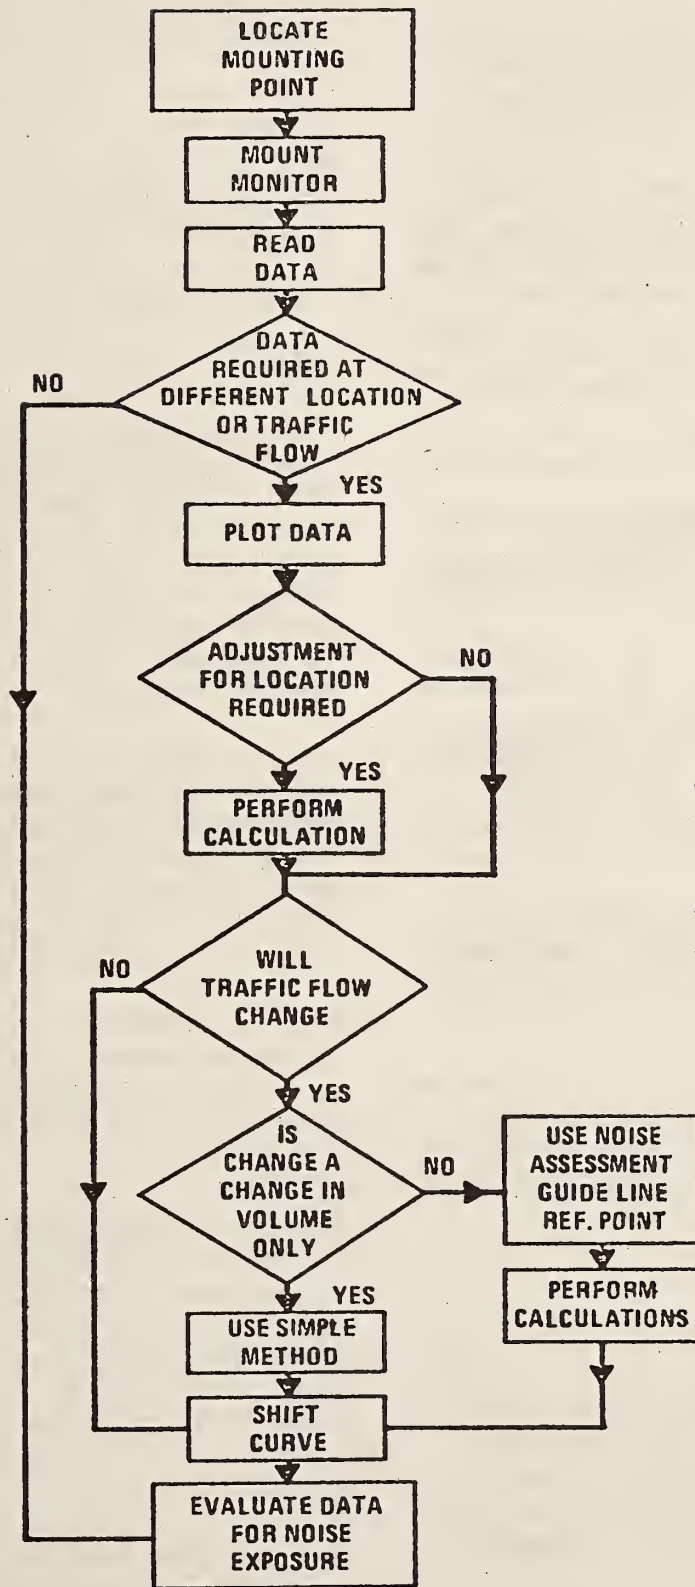 LOCATE
MOUNTING
POINT
MOUNT
MONITOR
READ
DATA
DATA
REQUIRED AT
DIFFERENT LOCATION
OR TRAFFIC
FLOW
NO
YES
PLOT DATA
ADJUSTMENT
FOR LOCATION
REQUIRED
NO
YES
PERFORM
CALCULATION
WILL
TRAFFIC FLOW
CHANGE
NO
YES
IS
CHANGE A
CHANGE IN
VOLUME
ONLY
NO
USE NOISE
ASSESSMENT
GUIDE LINE
REF. POINT
PERFORM
CALCULATIONS
YES
USE SIMPLE
METHOD
SHIFT
CURVE
EVALUATE DATA
FOR NOISE
EXPOSURE